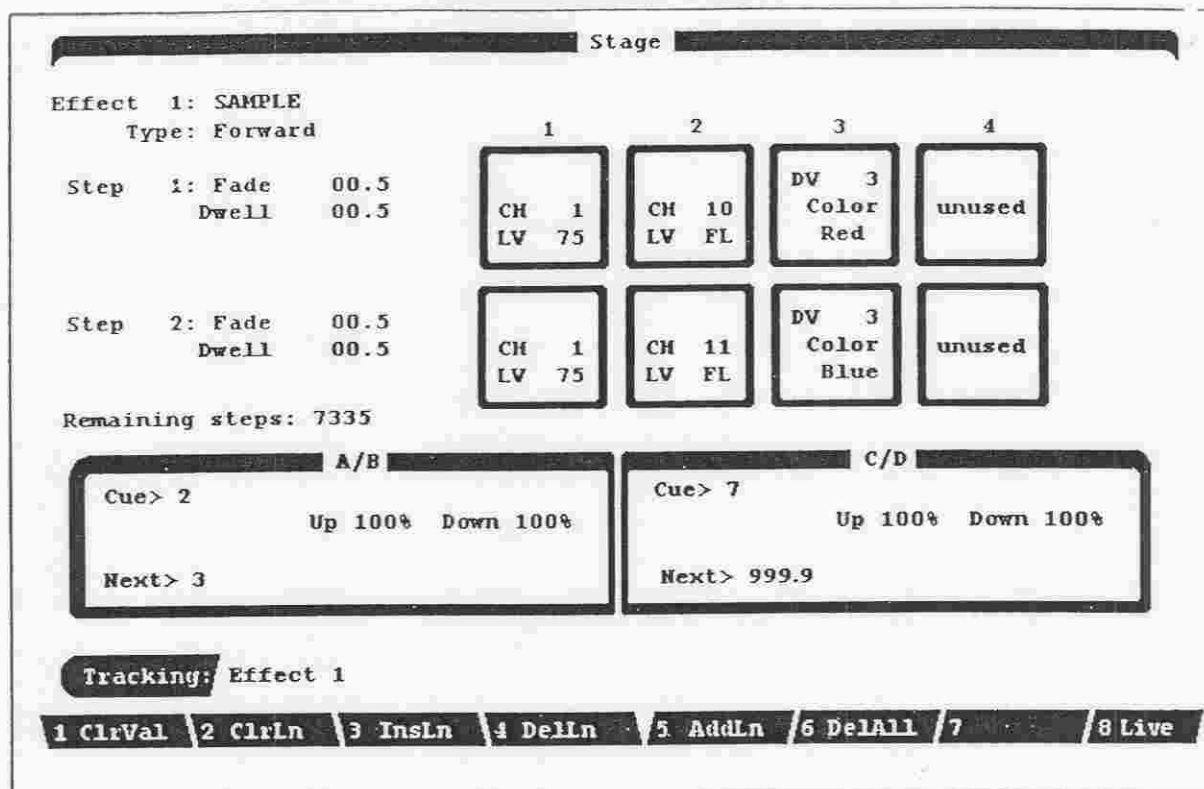 Stage
Effect 1: SAMPLE
Type: Forward
1 2 3 4
Step 1: Fade 00.5
Dwell 00.5
CH 1
LV 75
CH 10
LV FL
DV 3
Color
Red
unused
Step 2: Fade 00.5
Dwell 00.5
CH 1
LV 75
CH 11
LV FL
DV 3
Color
Blue
unused
Remaining steps: 7335
A/B
Cue> 2
Up 100% Down 100%
Next> 3
C/D
Cue> 7
Up 100% Down 100%
Next> 999.9
Tracking: Effect 1
1 ClrVal 2 ClrLn 3 InsLn 4 DelLn 5 AddLn 6 DelAll 7 8 Live